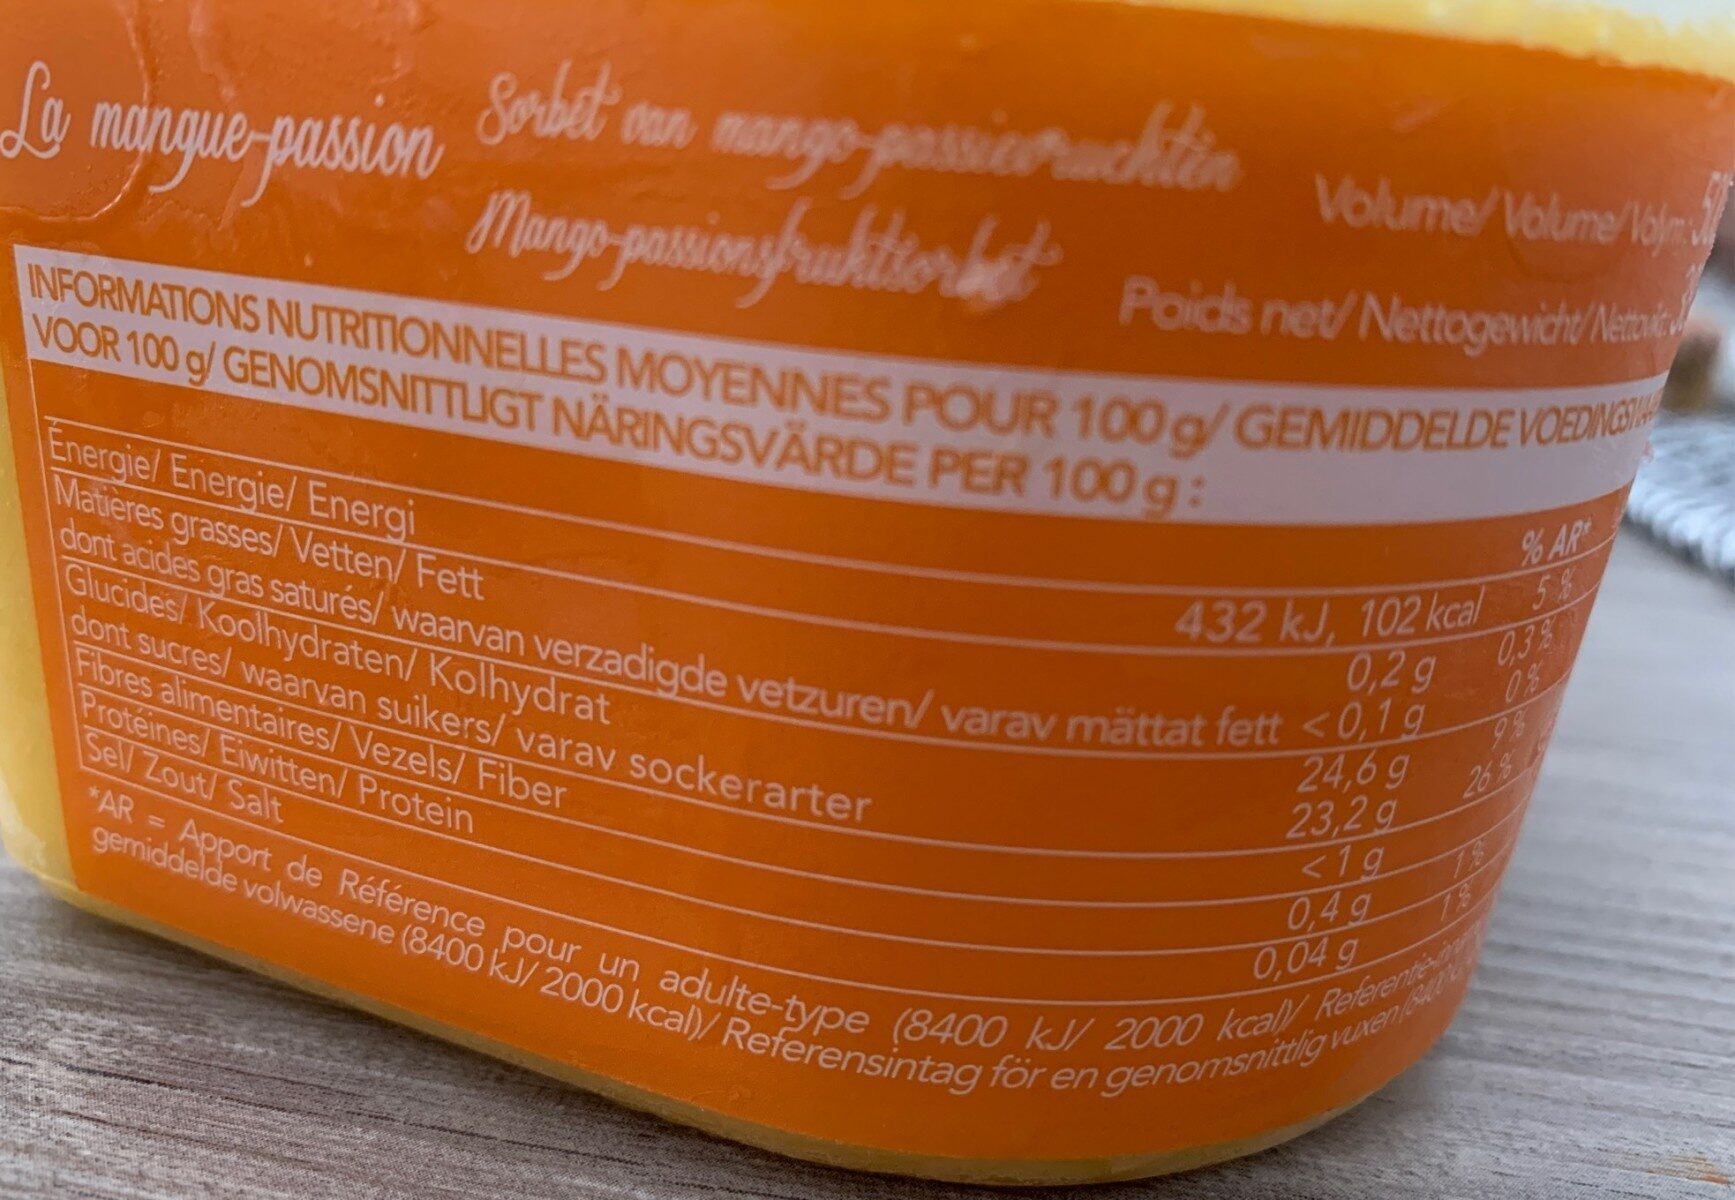 La mangue-passion
Sorbet van mango-passievruchten
Mango-passionsfruktsorbet
Volume/ Volume/ Volym:
Poids net/ Nettogewicht/ Nettovikt:
INFORMATIONS NUTRITIONNELLES MOYENNES POUR 100 g/ GEMIDDELDE
VOOR 100 g/ GENOMSNITTLIGT NÄRINGSVÄRDE PER 100 g :
% AR*
Énergie/ Energie/ Energi 432 kJ, 102 kcal 5 %
Matières grasses/ Vetten/ Fett 0,2 g 0,3 %
dont acides gras saturés/ waarvan verzadigde vetzuren/ varav mättat fett < 0,1 g 0 %
Glucides/ Koolhydraten/ Kolhydrat 24,6 g 9 %
dont sucres/ waarvan suikers/ varav sockerarter 23,2 g 26 %
Fibres alimentaires/ Vezels/ Fiber < 1 g
Protéines/ Eiwitten/ Protein 0,4 g 1 %
Sel/ Zout/ Salt 0,04 g 1 %
*AR = Apport de Référence pour un adulte-type (8400 kJ/ 2000 kcal)/
gemiddelde volwassene (8400 kJ/ 2000 kcal)/ Referensintag för en genomsnittlig vuxen